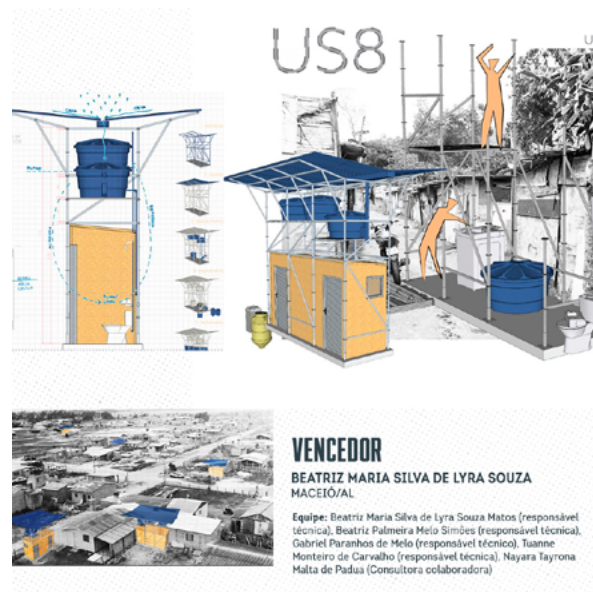 US8
U
VENCEDOR
BEATRIZ MARIA SILVA DE LYRA SOUZA
MACEIÓ/AL
Equipe: Beatriz Maria Silva de Lyra Souza Matos (responsável
técnica), Beatriz Palmeira Melo Simões (responsável técnica),
Gabriel Paranhos de Melo (responsável técnico), Tuanne
Monteiro de Carvalho (responsável técnica), Nayara Tayrona
Malta de Padua (Consultora colaboradora)